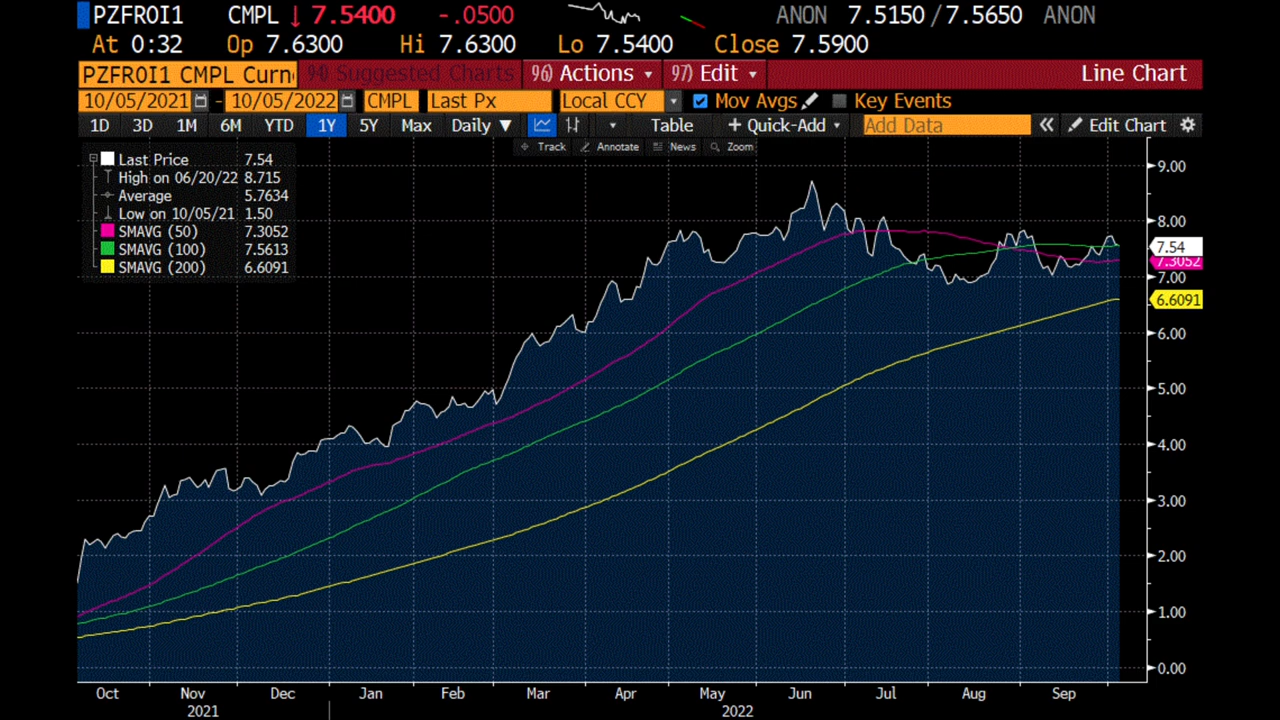 PZFR0I1 CMPL ↓ 7.5400 -.0500 ANON 7.5150/7.5650 ANON
At 0:32 Op 7.6300 Hi 7.6300 Lo 7.5400 Close 7.5900
PZFR0I1 CMPL Curn 94) Suggested Charts 96) Actions 97) Edit Line Chart
10/05/2021 - 10/05/2022 CMPL Last Px Local CCY Mov Avgs Key Events
1D 3D 1M 6M YTD 1Y 5Y Max Daily ▼ Table + Quick-Add Add Data « Edit Chart
Track Annotate News Zoom
Last Price 7.54
High on 06/20/22 8.715
Average 5.7634
Low on 10/05/21 1.50
SMAVG (50) 7.3052
SMAVG (100) 7.5613
SMAVG (200) 6.6091
9.00
8.00
7.54
7.3052
7.00
6.6091
6.00
5.00
4.00
3.00
2.00
1.00
0.00
Oct Nov Dec Jan Feb Mar Apr May Jun Jul Aug Sep
2021 2022